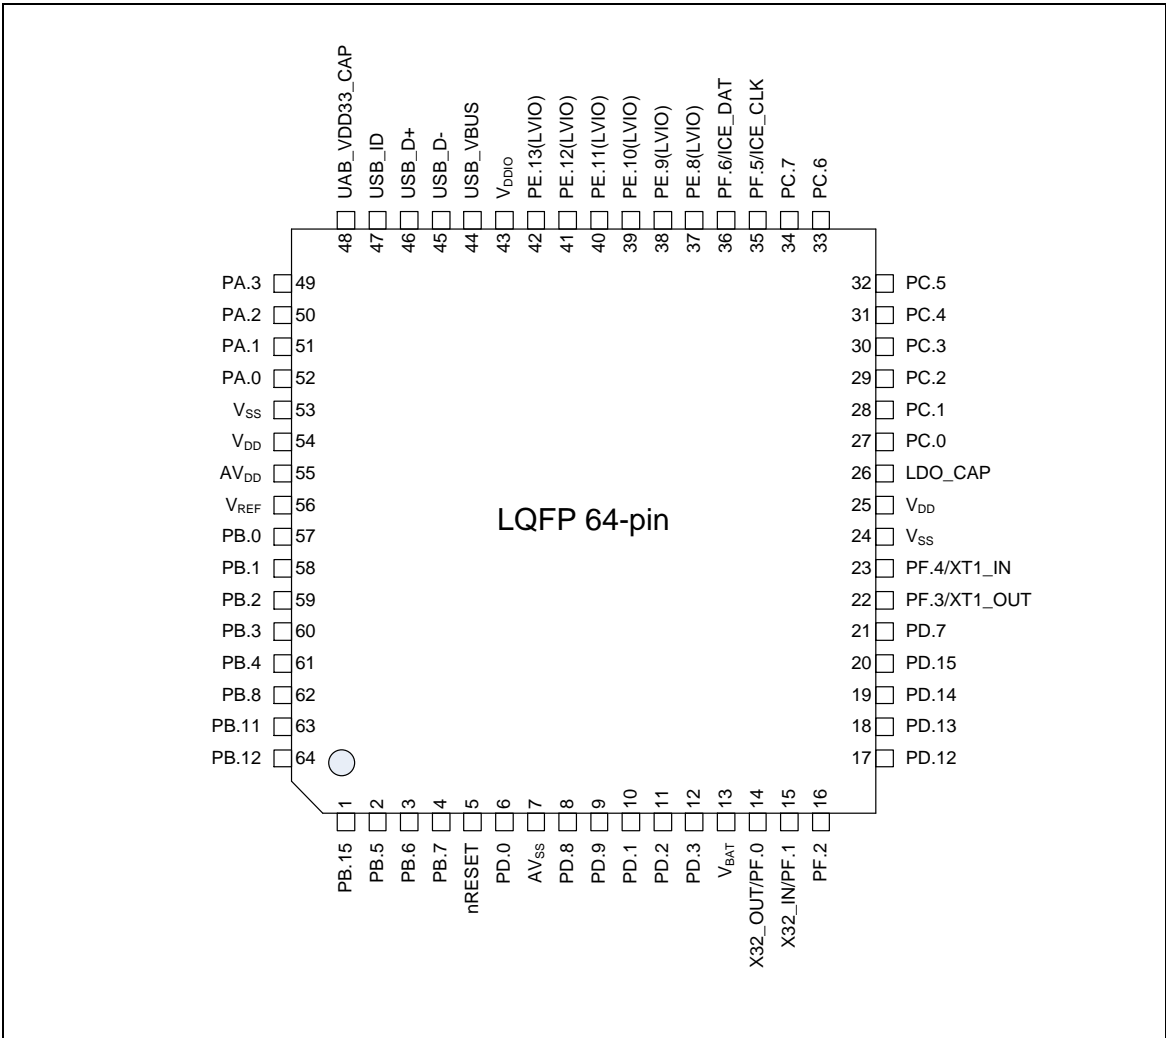 UAB_VDD33_CAP
USB_ID
USB_D+
USB_D-
USB_VBUS
VDDIO
PE.13(LVIO)
PE.12(LVIO)
PE.11(LVIO)
PE.10(LVIO)
PE.9(LVIO)
PE.8(LVIO)
PF.6/ICE_DAT
PF.5/ICE_CLK
PC.7
PC.6
48 47 46 45 44 43 42 41 40 39 38 37 36 35 34 33
PA.3 49
PA.2 50
PA.1 51
PA.0 52
VSS 53
VDD 54
AVDD 55
VREF 56
PB.0 57
PB.1 58
PB.2 59
PB.3 60
PB.4 61
PB.8 62
PB.11 63
PB.12 64
LQFP 64-pin
32 PC.5
31 PC.4
30 PC.3
29 PC.2
28 PC.1
27 PC.0
26 LDO_CAP
25 VDD
24 VSS
23 PF.4/XT1_IN
22 PF.3/XT1_OUT
21 PD.7
20 PD.15
19 PD.14
18 PD.13
17 PD.12
1 2 3 4 5 6 7 8 9 10 11 12 13 14 15 16
PB.15
PB.5
PB.6
PB.7
nRESET
PD.0
AVSS
PD.8
PD.9
PD.1
PD.2
PD.3
VBAT
X32_OUT/PF.0
X32_IN/PF.1
PF.2